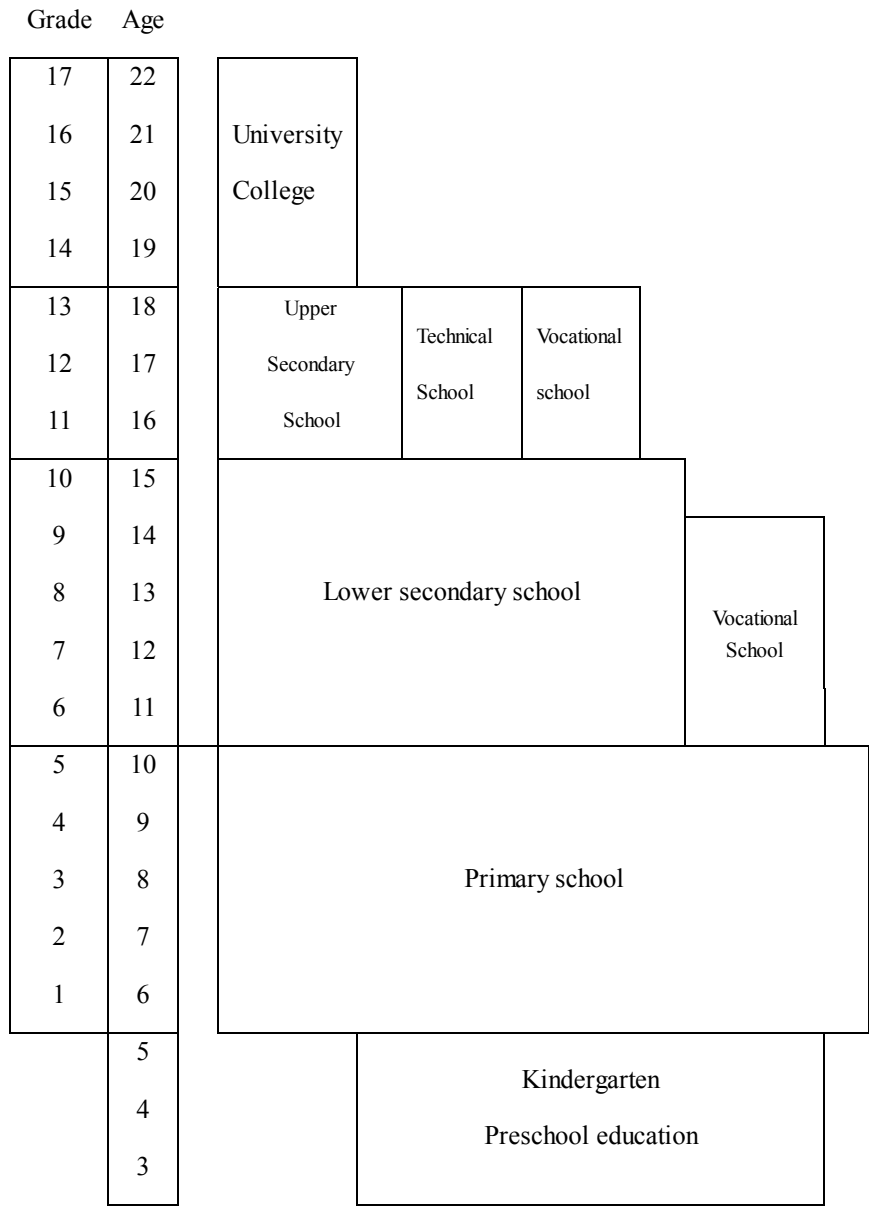 Grade Age
17 22
16 21 University
15 20 College
14 19
13 18 Upper
Technical Vocational
12 17 Secondary
School school
11 16 School
10 15
9 14
8 13 Lower secondary school
Vocational
7 12 School
6 11
5 10
4 9
3 8 Primary school
2 7
1 6
5
Kindergarten
4
Preschool education
3